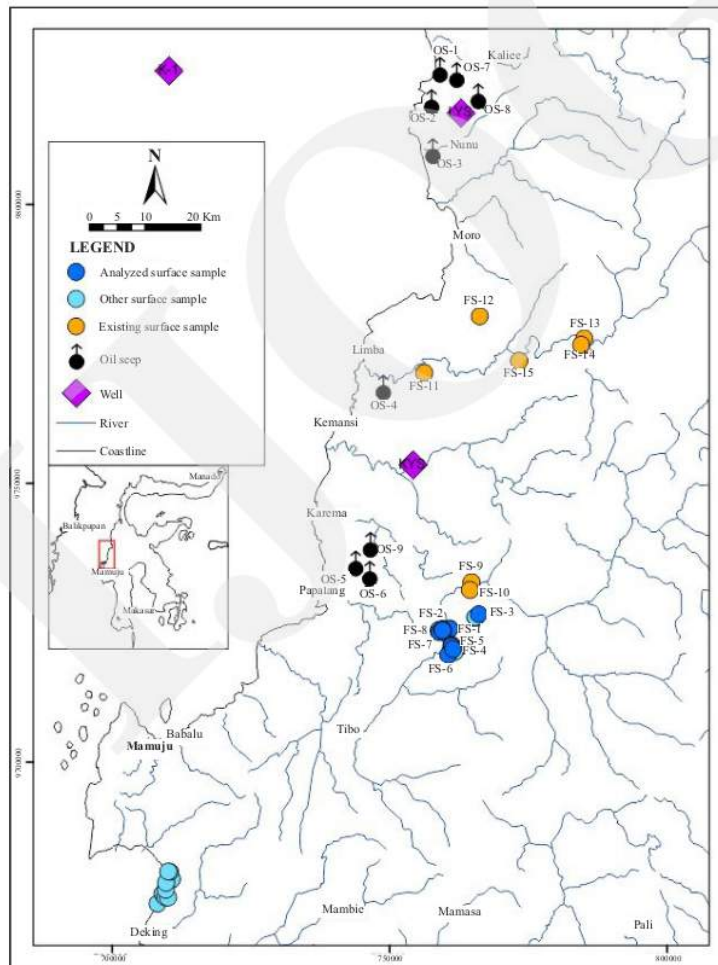 OS-1
Kaliee
OS-7
K-1
OS-2
OS-8
Nunu
OS-3
N
0 5 10 20 Km
LEGEND
Analyzed surface sample
Other surface sample
Existing surface sample
Oil seep
Well
River
Coastline
9800000
Moro
FS-12
FS-13
FS-14
Limba
FS-11
FS-15
OS-4
Kemansi
9750000
Manado
Balikpapan
Mamuju
Makasar
Karema
OS-9
OS-5
Papalang
OS-6
FS-9
FS-10
FS-2
FS-3
FS-8
FS-1
FS-7
FS-5
FS-4
FS-6
Babalu
Mamuju
Tibo
9700000
Mambie
Mamasa
Deking
Pali
700000
750000
800000